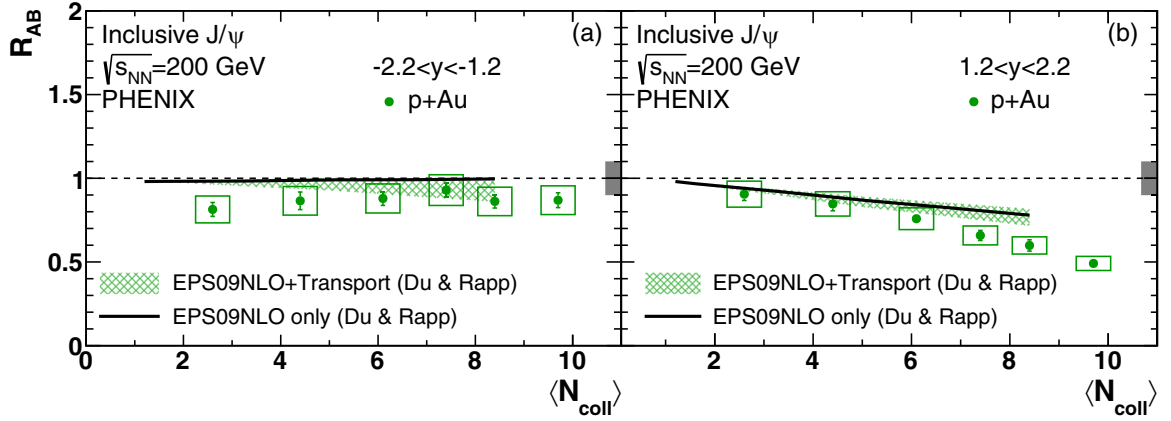 R_AB
2
1.5
1
0.5
0
Inclusive J/ψ
(a)
√s_NN=200 GeV
-2.2<y<-1.2
PHENIX
p+Au
EPS09NLO+Transport (Du & Rapp)
EPS09NLO only (Du & Rapp)
0 2 4 6 8 10
⟨N_coll⟩
Inclusive J/ψ
(b)
√s_NN=200 GeV
1.2<y<2.2
PHENIX
p+Au
EPS09NLO+Transport (Du & Rapp)
EPS09NLO only (Du & Rapp)
2 4 6 8 10
⟨N_coll⟩